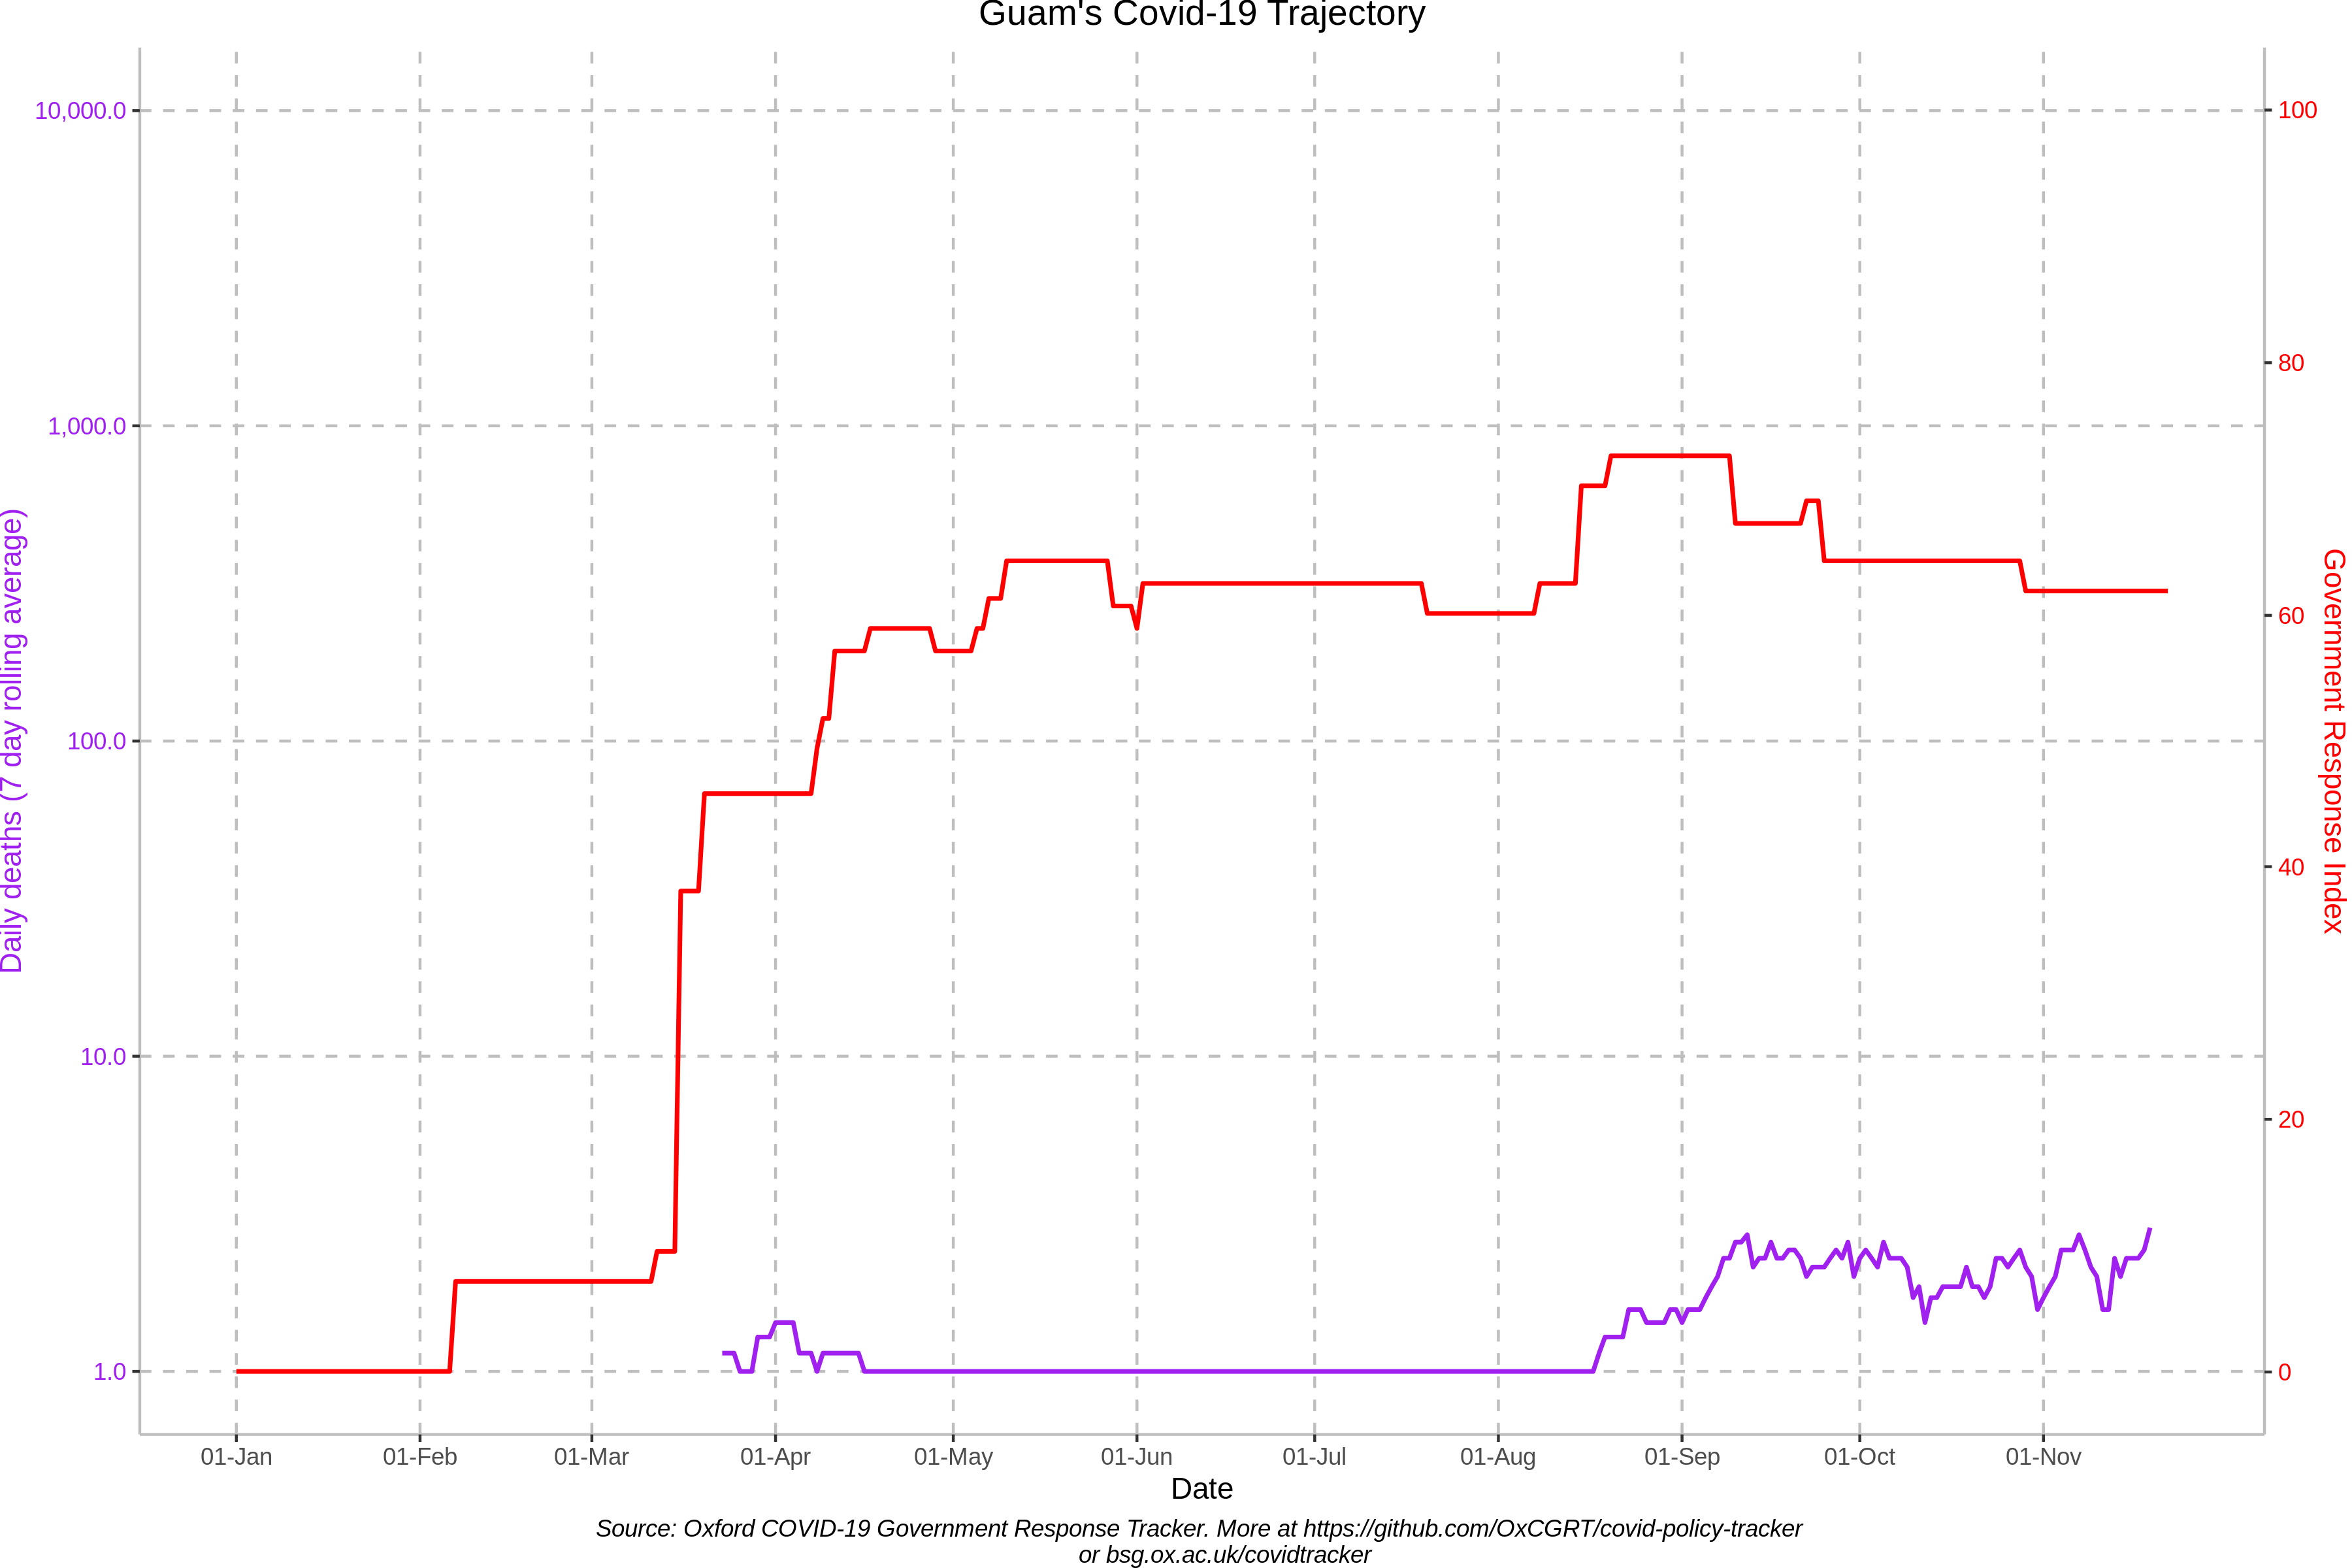 Guam's Covid-19 Trajectory
10,000.0
1,000.0
100.0
10.0
1.0
Daily deaths (7 day rolling average)
100
80
60
40
20
0
Government Response Index
01-Jan 01-Feb 01-Mar 01-Apr 01-May 01-Jun 01-Jul 01-Aug 01-Sep 01-Oct 01-Nov
Date
Source: Oxford COVID-19 Government Response Tracker. More at https://github.com/OxCGRT/covid-policy-tracker
or bsg.ox.ac.uk/covidtracker